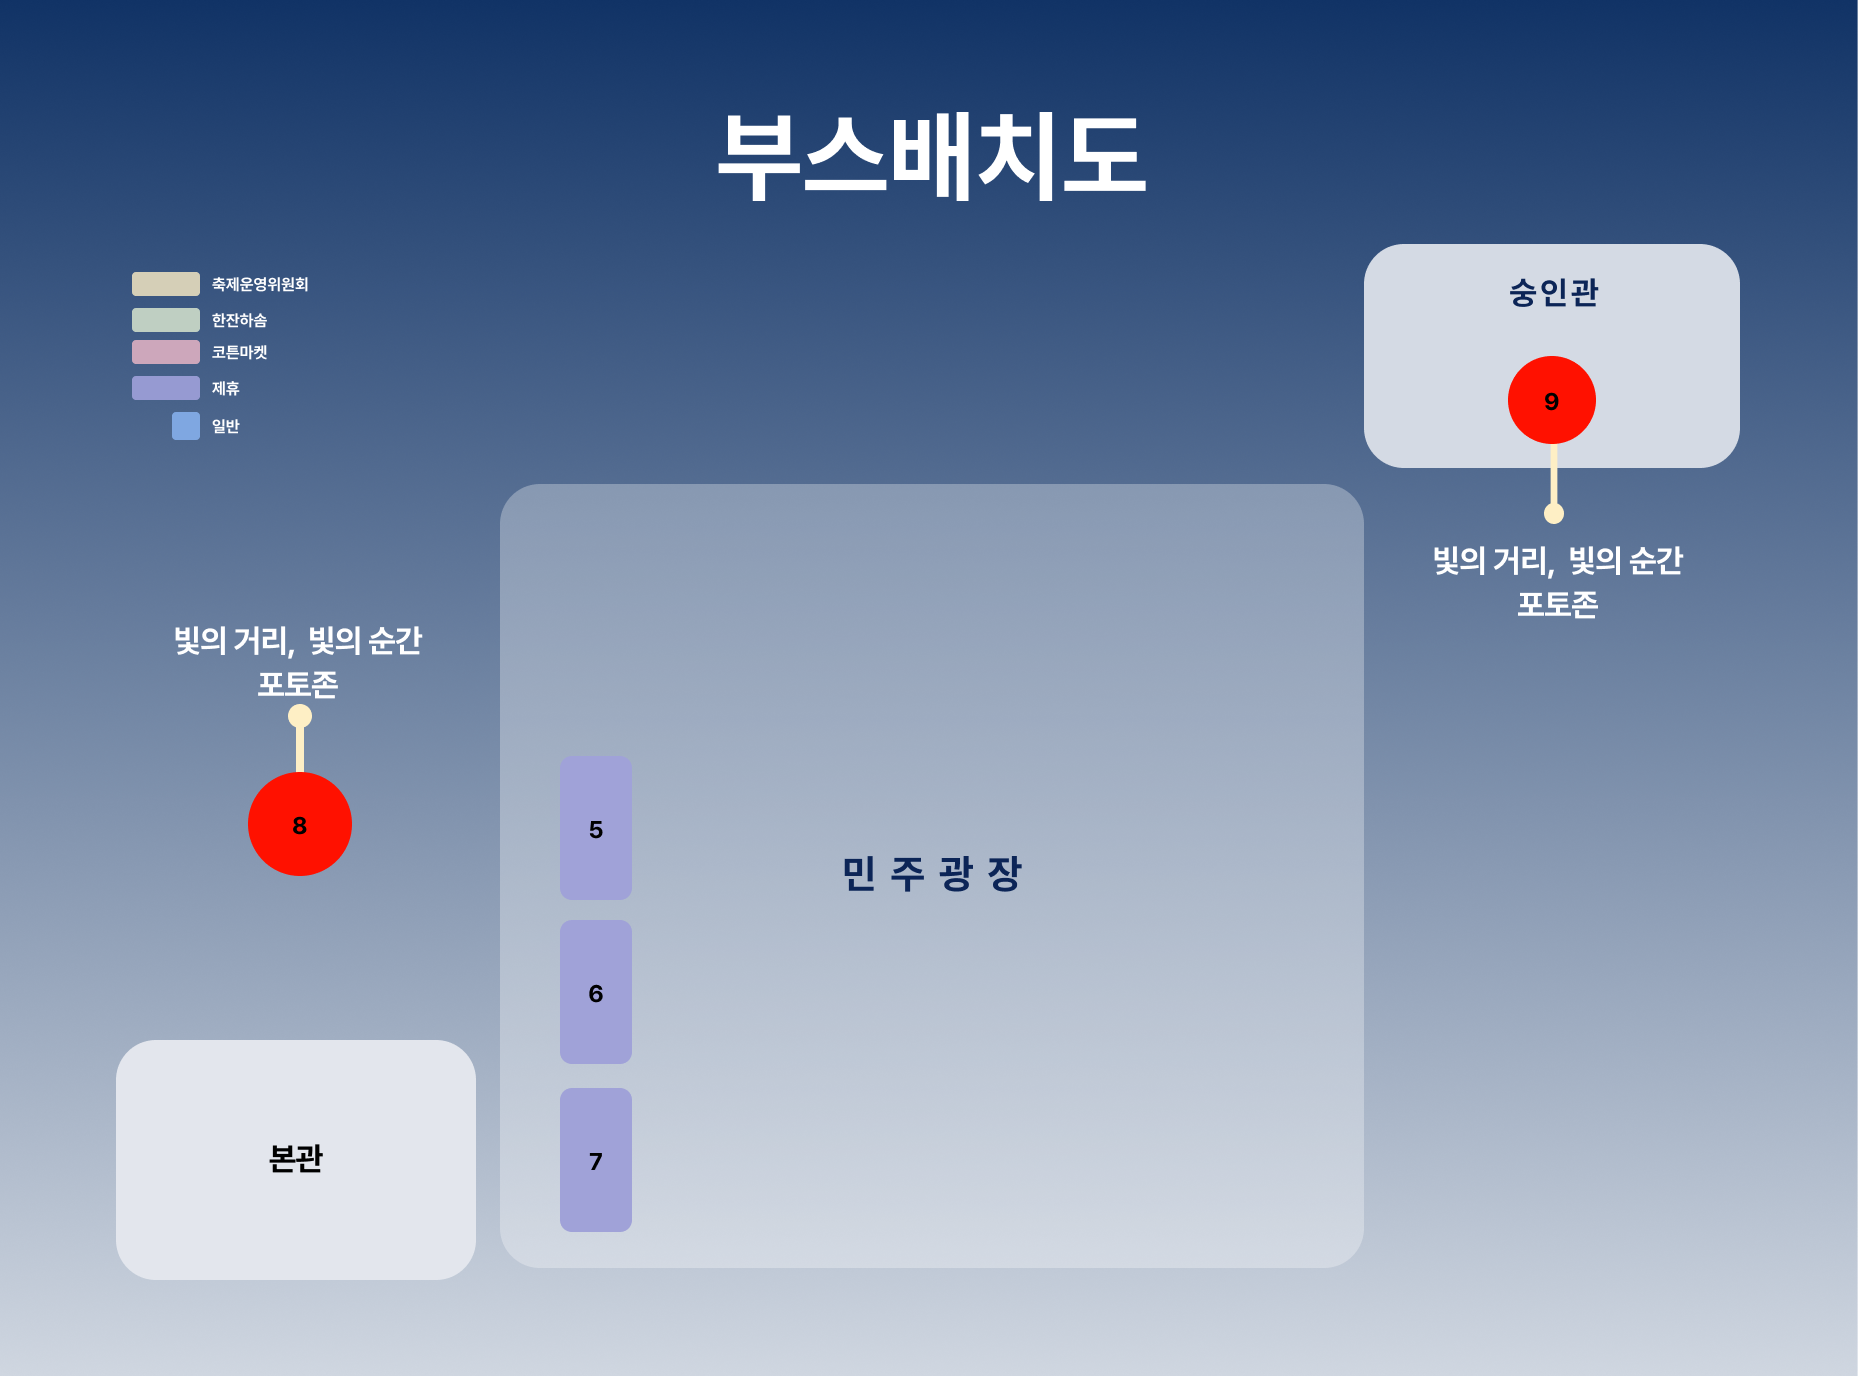 부스배치도
축제운영위원회
한잔하솜
코튼마켓
제휴
일반
숭인관
9
빛의 거리, 빛의 순간
포토존
빛의 거리, 빛의 순간
포토존
8
5
민주광장
6
7
본관